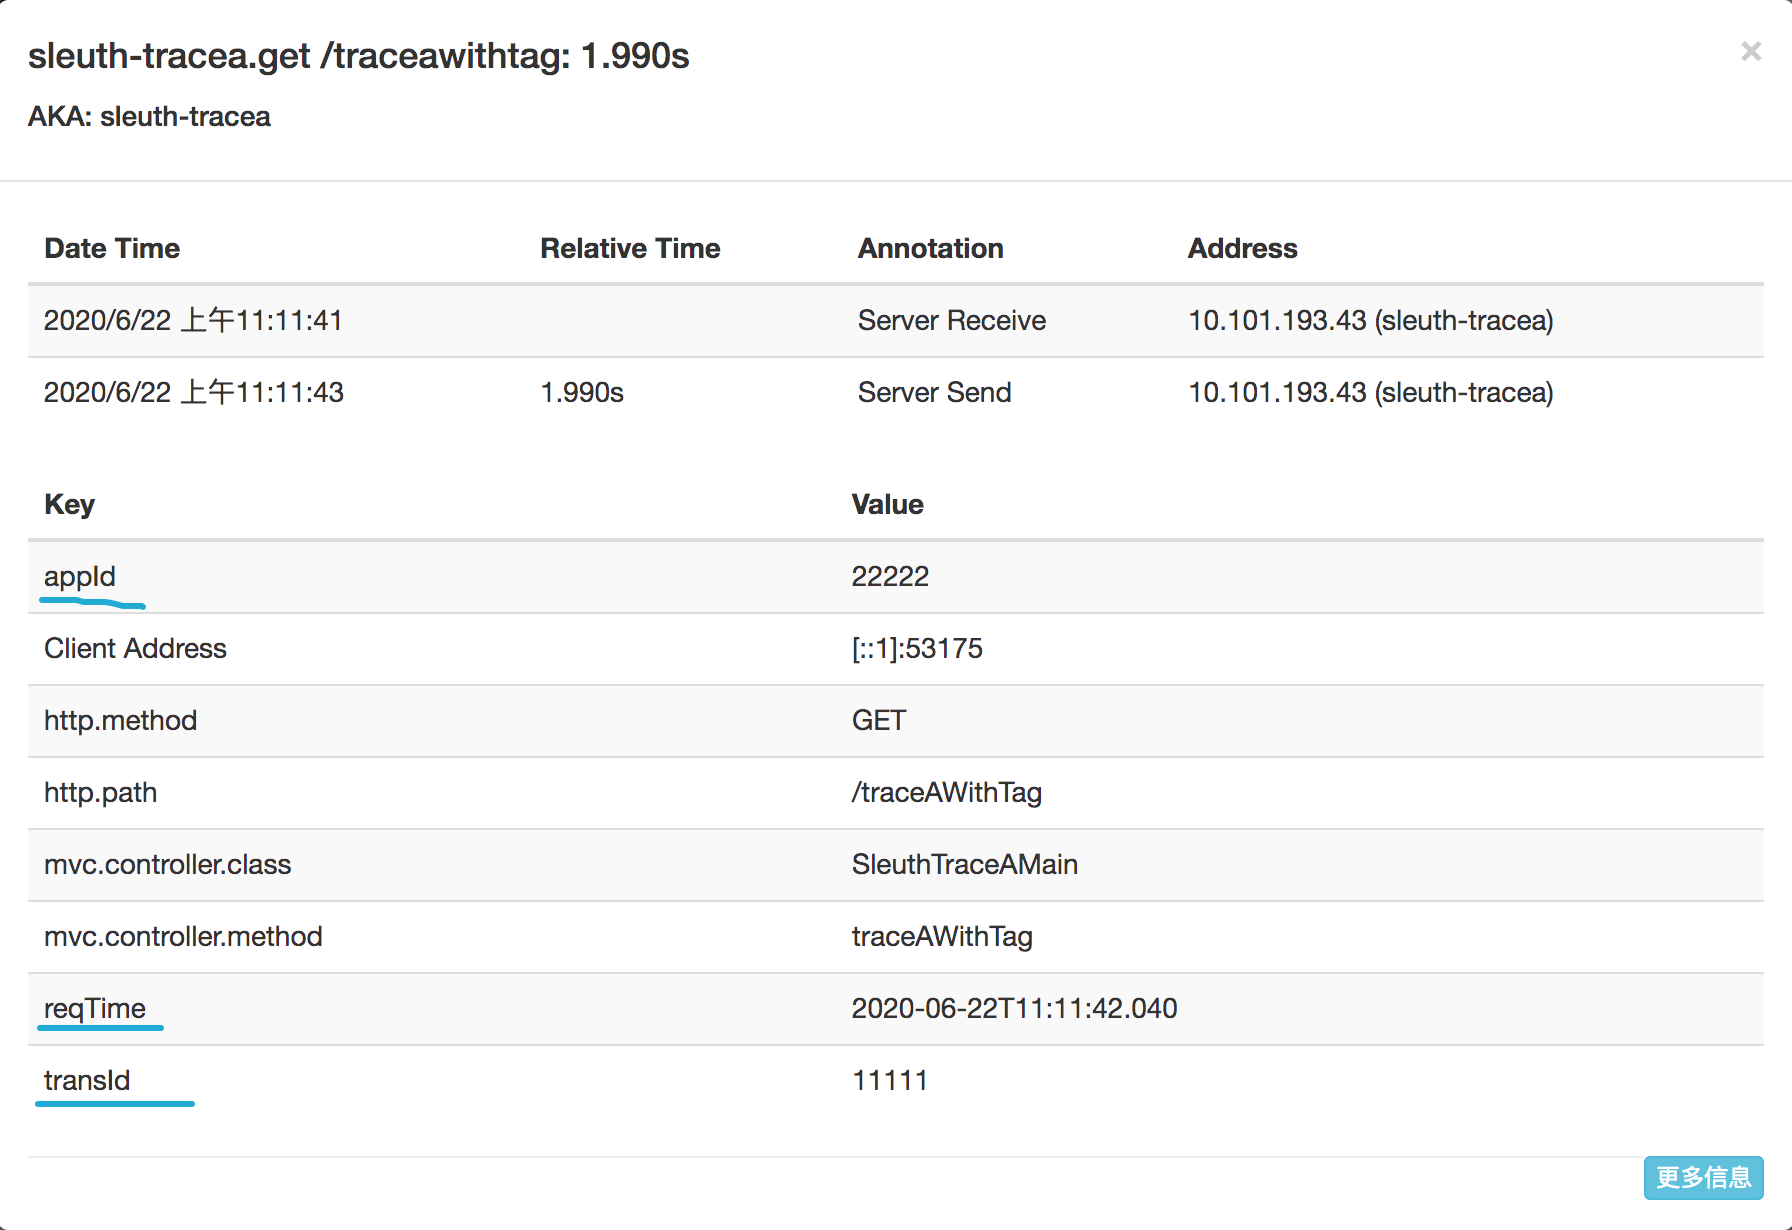 sleuth-tracea.get /traceawithtag: 1.990s
×
AKA: sleuth-tracea
Date Time Relative Time Annotation Address
2020/6/22 上午11:11:41 Server Receive 10.101.193.43 (sleuth-tracea)
2020/6/22 上午11:11:43 1.990s Server Send 10.101.193.43 (sleuth-tracea)
Key Value
appId 22222
Client Address [::1]:53175
http.method GET
http.path /traceAWithTag
mvc.controller.class SleuthTraceAMain
mvc.controller.method traceAWithTag
reqTime 2020-06-22T11:11:42.040
transId 11111
更多信息